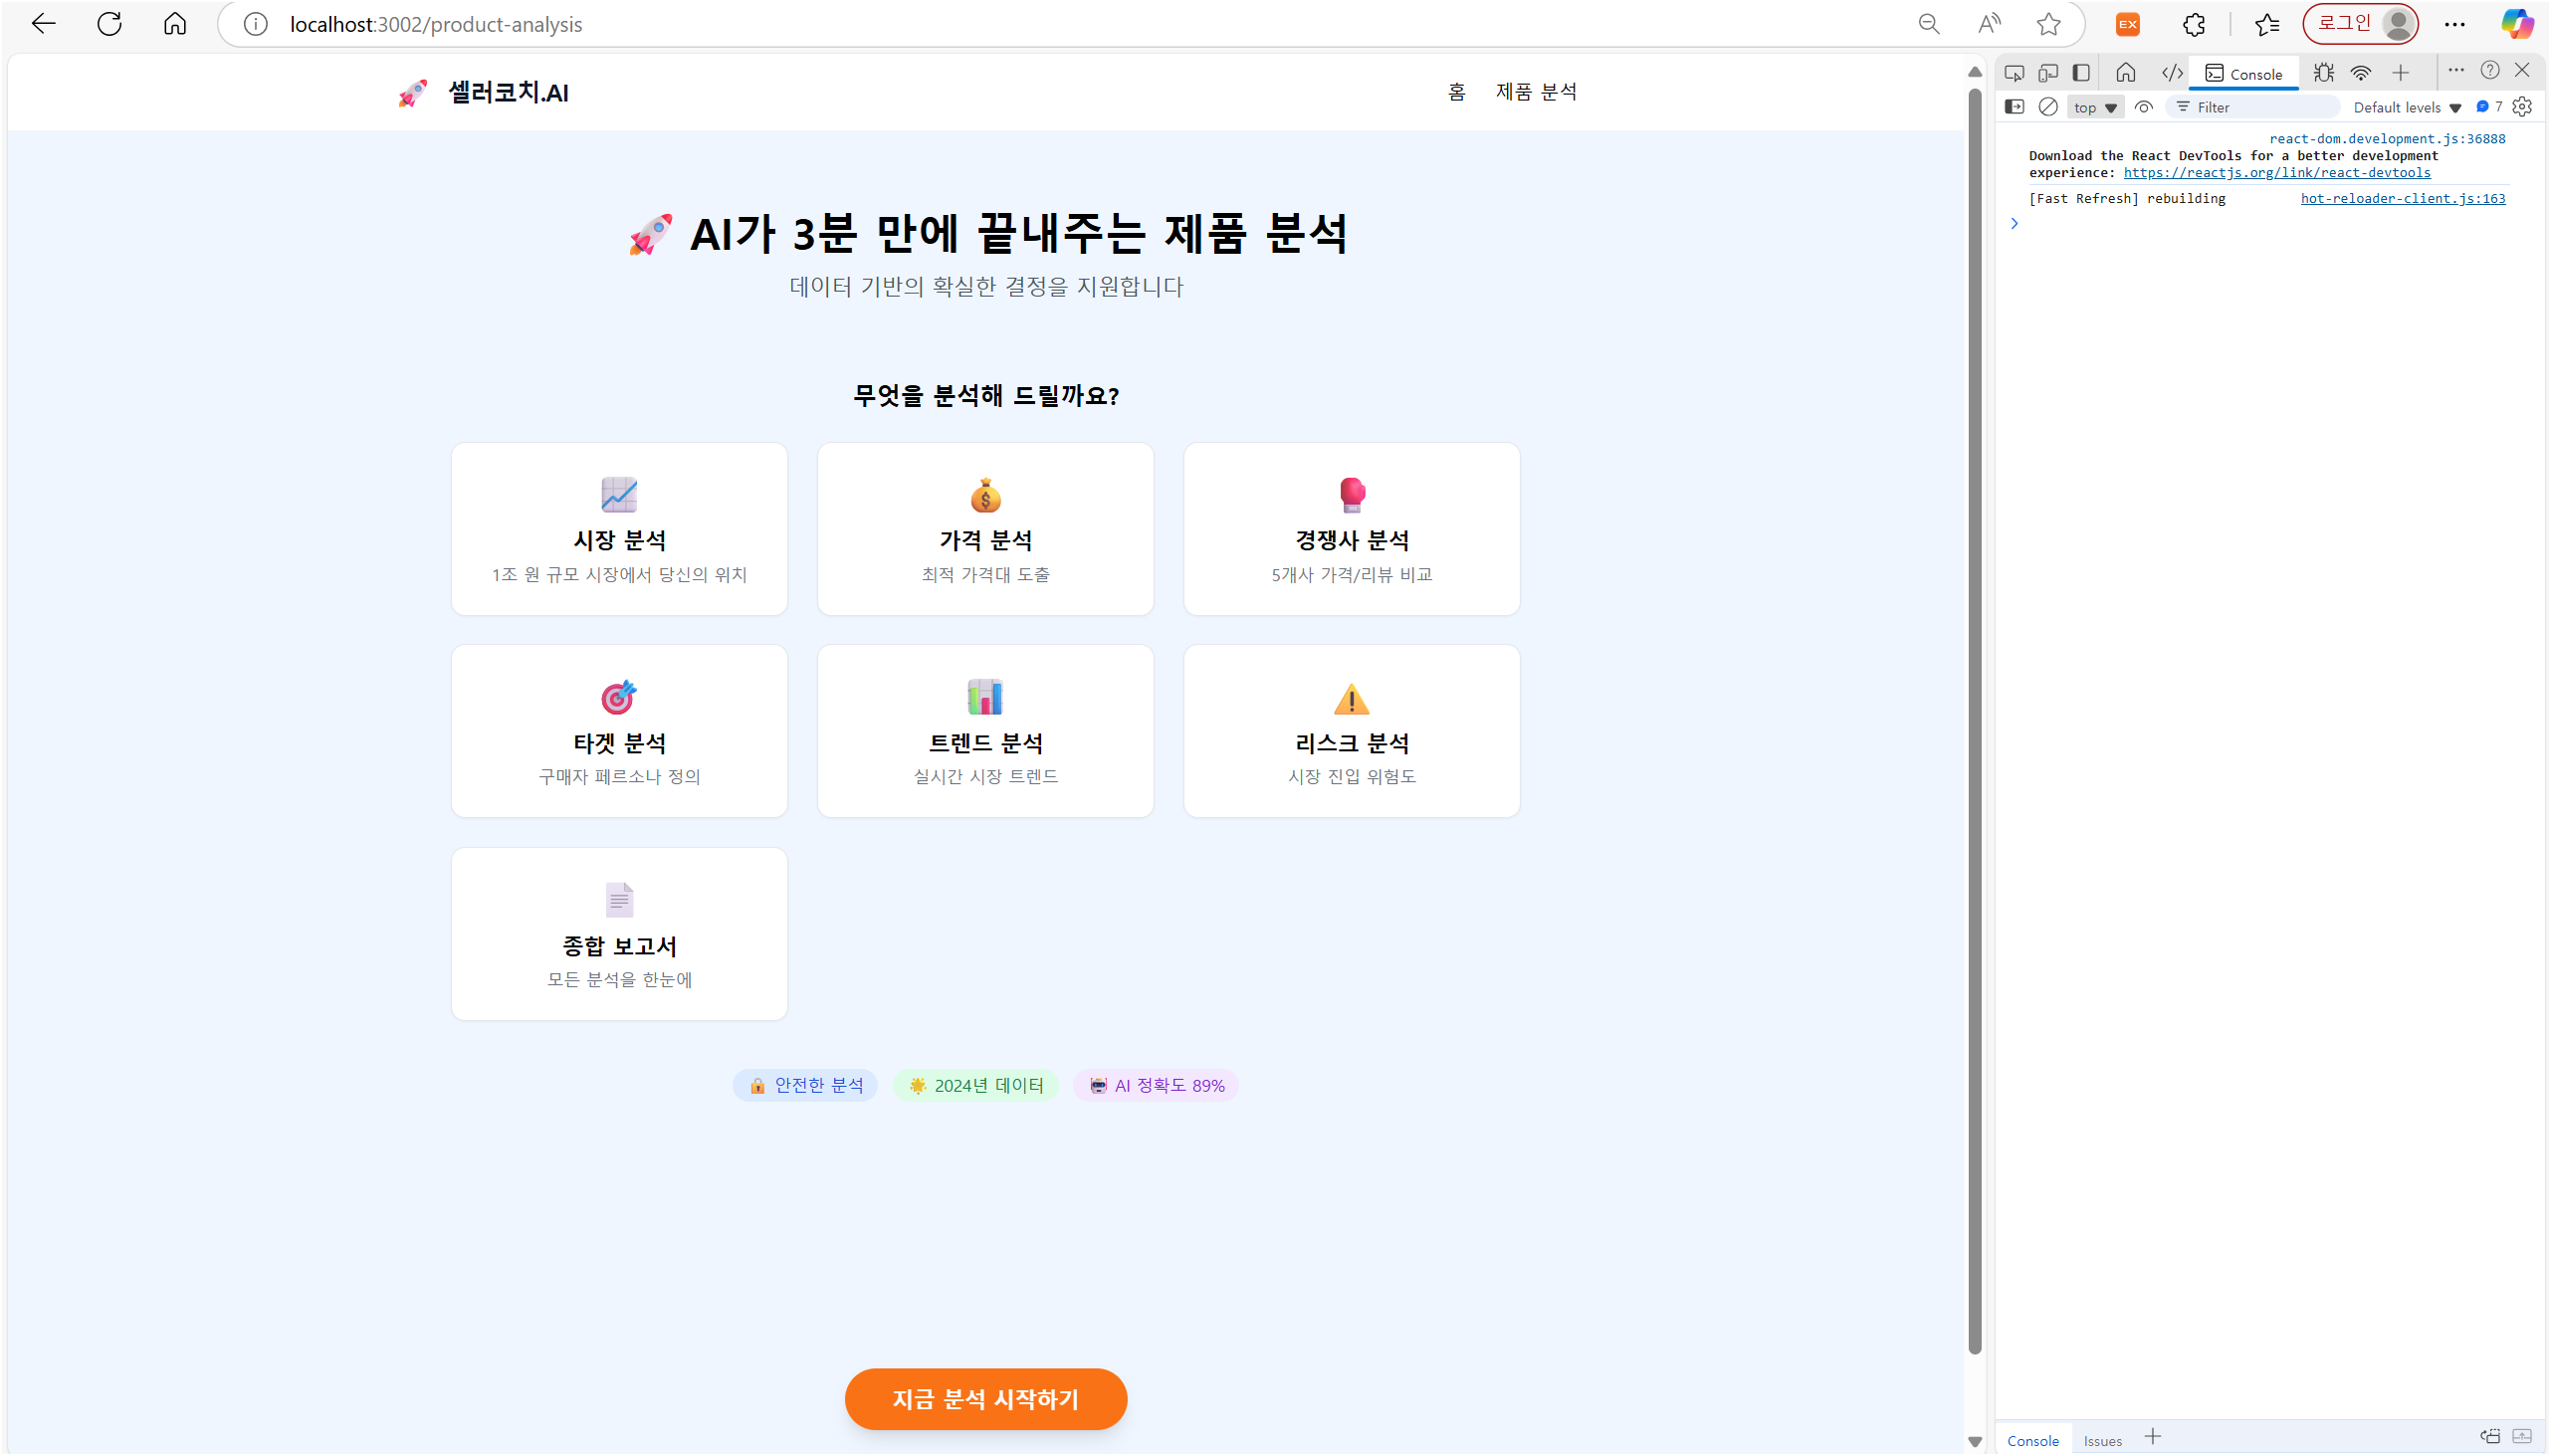 localhost:3002/product-analysis
EX
로그인
셀러코치.AI
홈
제품 분석
AI가 3분 만에 끝내주는 제품 분석
데이터 기반의 확실한 결정을 지원합니다
무엇을 분석해 드릴까요?
시장 분석
1조 원 규모 시장에서 당신의 위치
가격 분석
최적 가격대 도출
경쟁사 분석
5개사 가격/리뷰 비교
타겟 분석
구매자 페르소나 정의
트렌드 분석
실시간 시장 트렌드
리스크 분석
시장 진입 위험도
종합 보고서
모든 분석을 한눈에
안전한 분석
2024년 데이터
AI 정확도 89%
지금 분석 시작하기
Console
top
Filter
Default levels
7
react-dom.development.js:36888
Download the React DevTools for a better development
experience: https://reactjs.org/link/react-devtools
[Fast Refresh] rebuilding
hot-reloader-client.js:163
Console
Issues